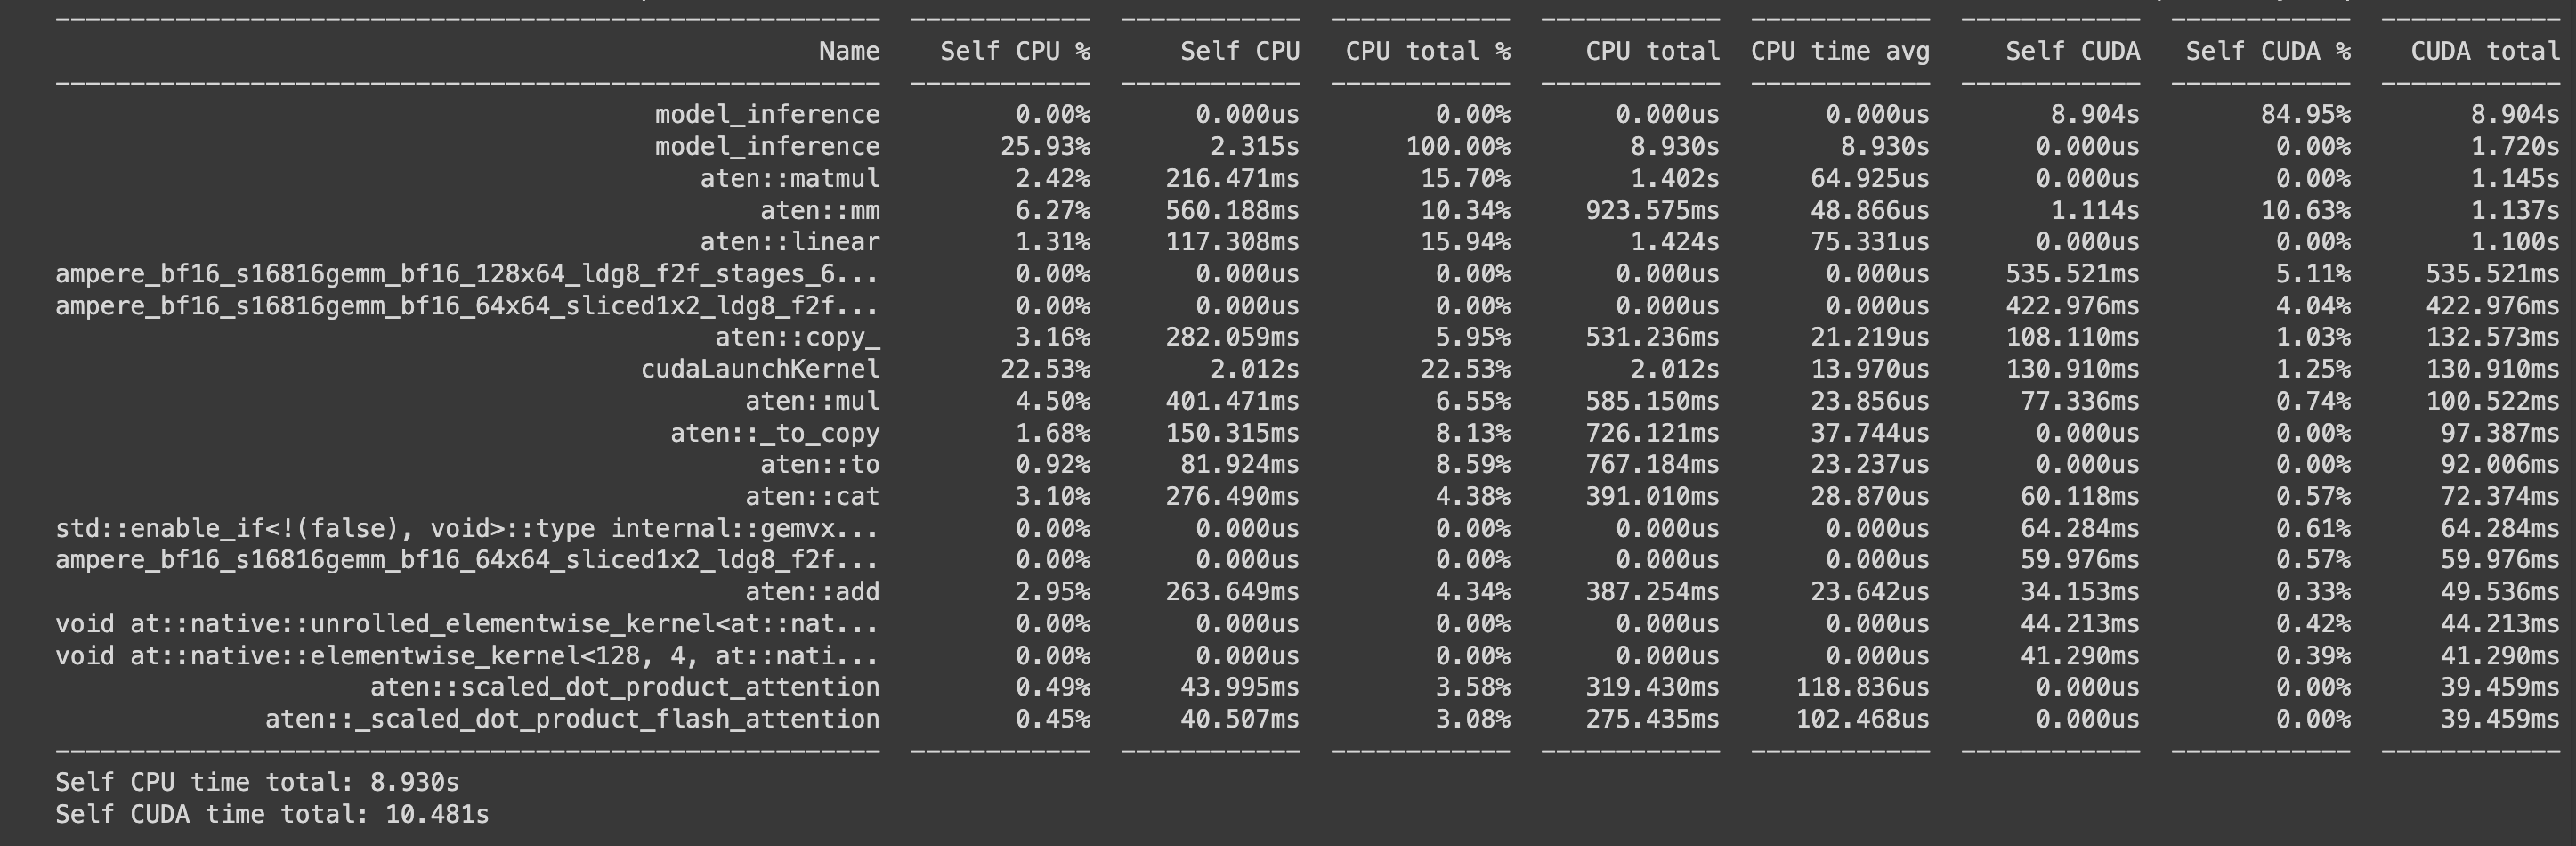 Name Self CPU % Self CPU CPU total % CPU total CPU time avg Self CUDA Self CUDA % CUDA total
model_inference 0.00% 0.000us 0.00% 0.000us 0.000us 8.904s 84.95% 8.904s
model_inference 25.93% 2.315s 100.00% 8.930s 8.930s 0.000us 0.00% 1.720s
aten::matmul 2.42% 216.471ms 15.70% 1.402s 64.925us 0.000us 0.00% 1.145s
aten::mm 6.27% 560.188ms 10.34% 923.575ms 48.866us 1.114s 10.63% 1.137s
aten::linear 1.31% 117.308ms 15.94% 1.424s 75.331us 0.000us 0.00% 1.100s
ampere_bf16_s16816gemm_bf16_128x64_ldg8_f2f_stages_6... 0.00% 0.000us 0.00% 0.000us 0.000us 535.521ms 5.11% 535.521ms
ampere_bf16_s16816gemm_bf16_64x64_sliced1x2_ldg8_f2f... 0.00% 0.000us 0.00% 0.000us 0.000us 422.976ms 4.04% 422.976ms
aten::copy_ 3.16% 282.059ms 5.95% 531.236ms 21.219us 108.110ms 1.03% 132.573ms
cudaLaunchKernel 22.53% 2.012s 22.53% 2.012s 13.970us 130.910ms 1.25% 130.910ms
aten::mul 4.50% 401.471ms 6.55% 585.150ms 23.856us 77.336ms 0.74% 100.522ms
aten::_to_copy 1.68% 150.315ms 8.13% 726.121ms 37.744us 0.000us 0.00% 97.387ms
aten::to 0.92% 81.924ms 8.59% 767.184ms 23.237us 0.000us 0.00% 92.006ms
aten::cat 3.10% 276.490ms 4.38% 391.010ms 28.870us 60.118ms 0.57% 72.374ms
std::enable_if<!(false), void>::type internal::gemvx... 0.00% 0.000us 0.00% 0.000us 0.000us 64.284ms 0.61% 64.284ms
ampere_bf16_s16816gemm_bf16_64x64_sliced1x2_ldg8_f2f... 0.00% 0.000us 0.00% 0.000us 0.000us 59.976ms 0.57% 59.976ms
aten::add 2.95% 263.649ms 4.34% 387.254ms 23.642us 34.153ms 0.33% 49.536ms
void at::native::unrolled_elementwise_kernel<at::nat... 0.00% 0.000us 0.00% 0.000us 0.000us 44.213ms 0.42% 44.213ms
void at::native::elementwise_kernel<128, 4, at::nati... 0.00% 0.000us 0.00% 0.000us 0.000us 41.290ms 0.39% 41.290ms
aten::scaled_dot_product_attention 0.49% 43.995ms 3.58% 319.430ms 118.836us 0.000us 0.00% 39.459ms
aten::_scaled_dot_product_flash_attention 0.45% 40.507ms 3.08% 275.435ms 102.468us 0.000us 0.00% 39.459ms
Self CPU time total: 8.930s
Self CUDA time total: 10.481s